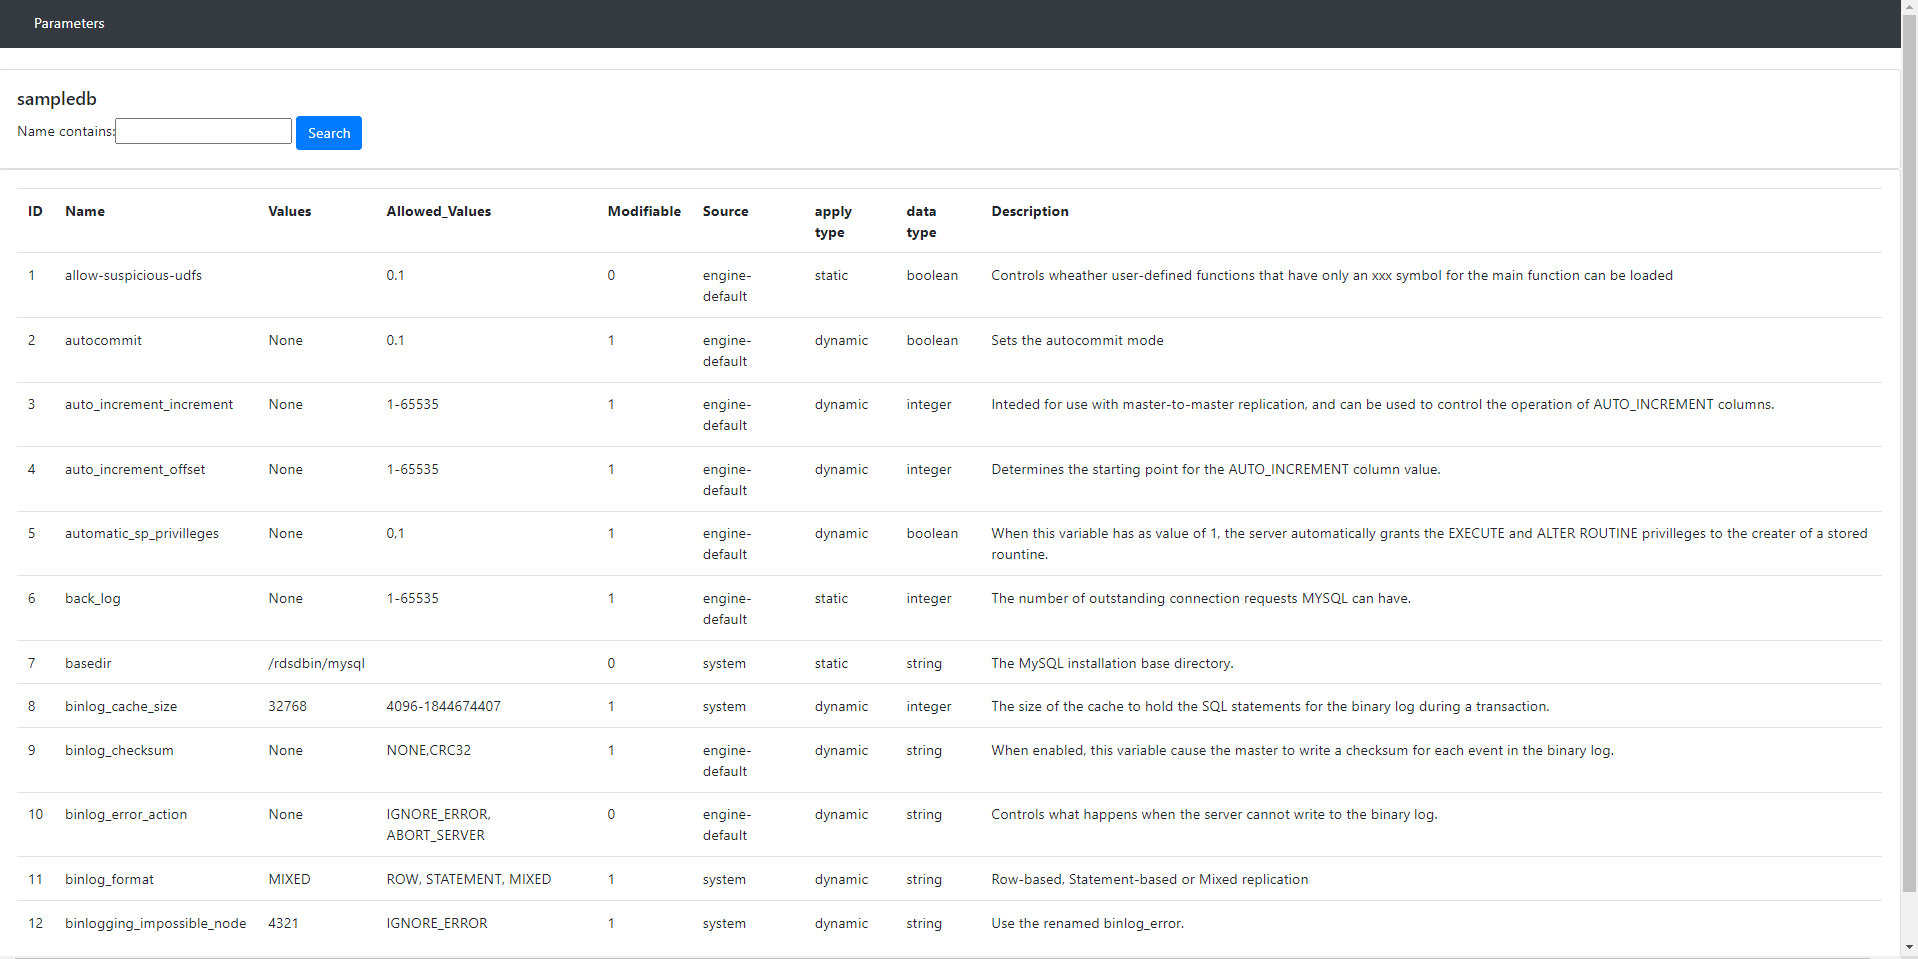 Parameters
sampledb
Name contains: Search
ID Name Values Allowed_Values Modifiable Source apply type data type Description
1 allow-suspicious-udfs 0.1 0 engine-default static boolean Controls wheather user-defined functions that have only an xxx symbol for the main function can be loaded
2 autocommit None 0.1 1 engine-default dynamic boolean Sets the autocommit mode
3 auto_increment_increment None 1-65535 1 engine-default dynamic integer Inteded for use with master-to-master replication, and can be used to control the operation of AUTO_INCREMENT columns.
4 auto_increment_offset None 1-65535 1 engine-default dynamic integer Determines the starting point for the AUTO_INCREMENT column value.
5 automatic_sp_privilleges None 0,1 1 engine-default dynamic boolean When this variable has as value of 1, the server automatically grants the EXECUTE and ALTER ROUTINE privilleges to the creater of a stored rountine.
6 back_log None 1-65535 1 engine-default static integer The number of outstanding connection requests MYSQL can have.
7 basedir /rdsdbin/mysql 0 system static string The MySQL installation base directory.
8 binlog_cache_size 32768 4096-1844674407 1 system dynamic integer The size of the cache to hold the SQL statements for the binary log during a transaction.
9 binlog_checksum None NONE,CRC32 1 engine-default dynamic string When enabled, this variable cause the master to write a checksum for each event in the binary log.
10 binlog_error_action None IGNORE_ERROR, ABORT_SERVER 0 engine-default dynamic string Controls what happens when the server cannot write to the binary log.
11 binlog_format MIXED ROW, STATEMENT, MIXED 1 system dynamic string Row-based, Statement-based or Mixed replication
12 binlogging_impossible_node 4321 IGNORE_ERROR 1 system dynamic string Use the renamed binlog_error.